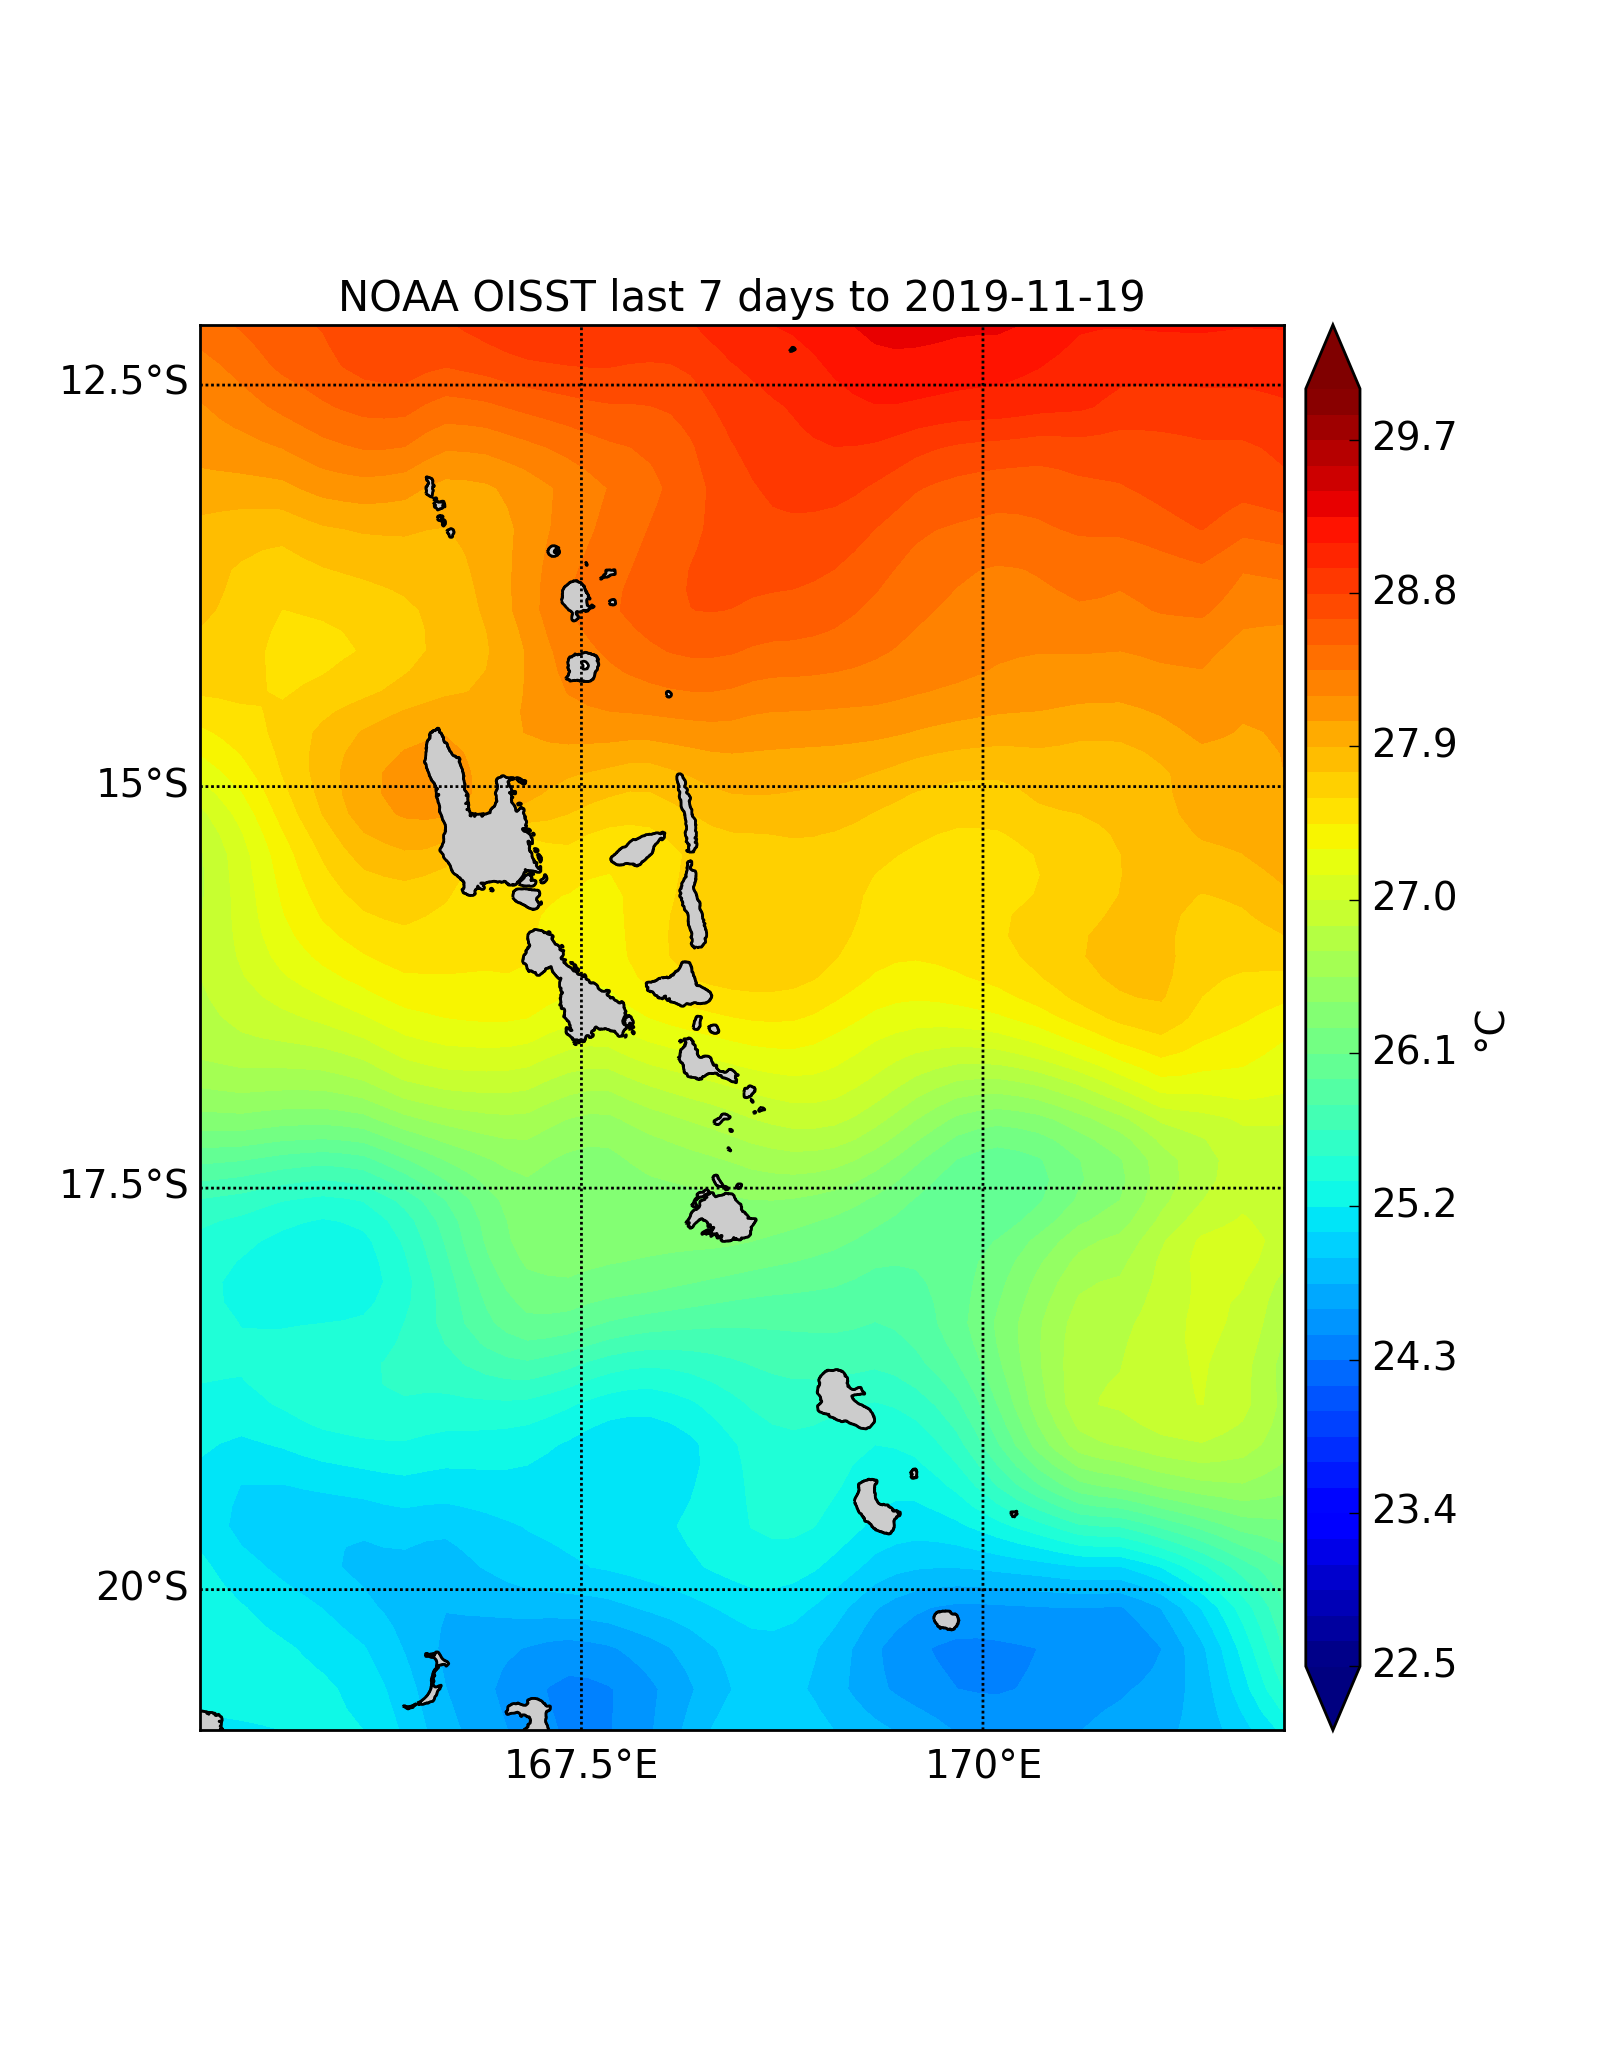 NOAA OISST last 7 days to 2019-11-19
12.5°S
15°S
17.5°S
20°S
167.5°E
170°E
29.7
28.8
27.9
27.0
26.1
25.2
24.3
23.4
22.5
°C